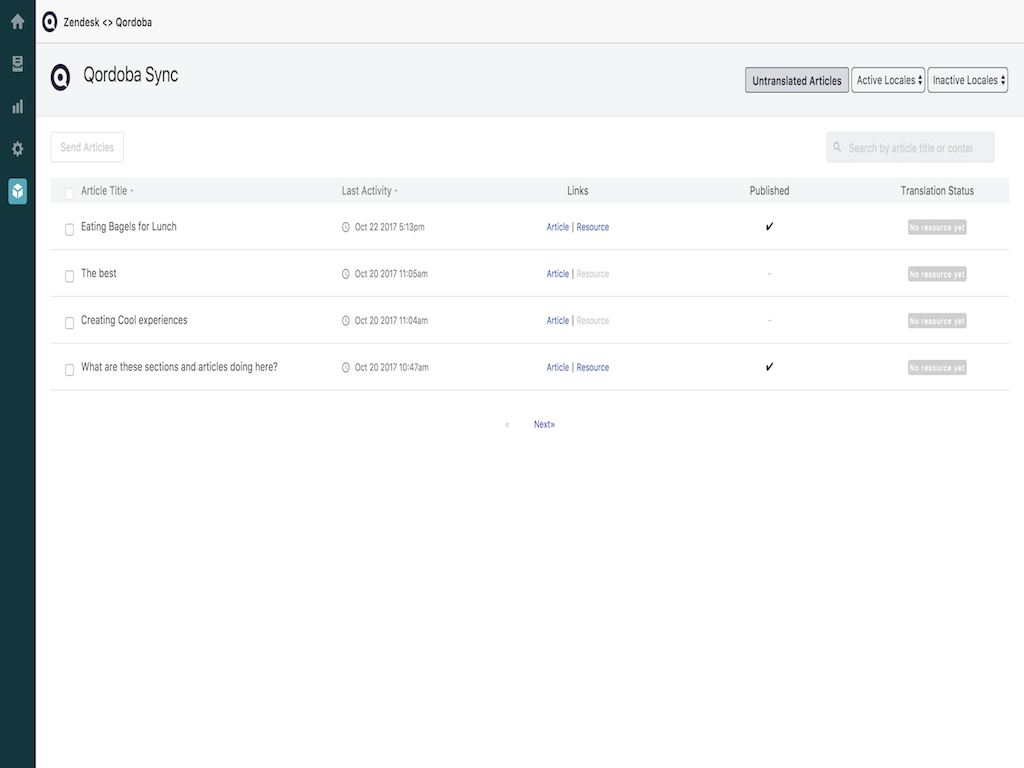 Zendesk <> Qordoba
Qordoba Sync
Untranslated Articles Active Locales Inactive Locales
Send Articles Search by article title or conter
Article Title Last Activity Links Published Translation Status
Eating Bagels for Lunch Oct 22 2017 5:13pm Article | Resource ✔ No resource yet
The best Oct 20 2017 11:05am Article | Resource - No resource yet
Creating Cool experiences Oct 20 2017 11:04am Article | Resource - No resource yet
What are these sections and articles doing here? Oct 20 2017 10:47am Article | Resource ✔ No resource yet
« Next»